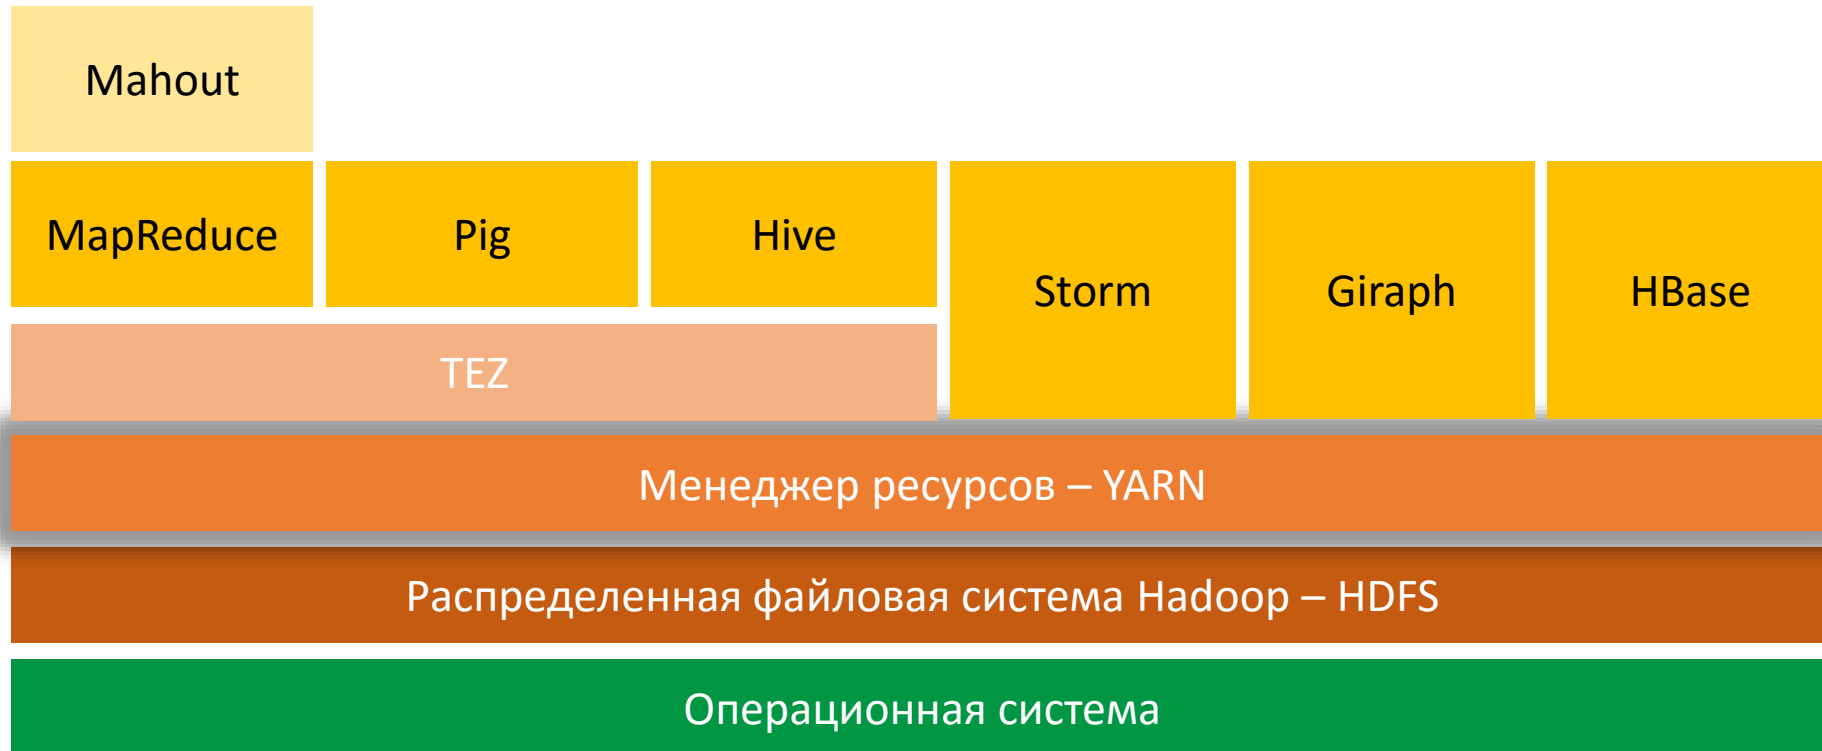 Mahout
MapReduce
Pig
Hive
Storm
Giraph
HBase
TEZ
Менеджер ресурсов – YARN
Распределенная файловая система Hadoop – HDFS
Операционная система